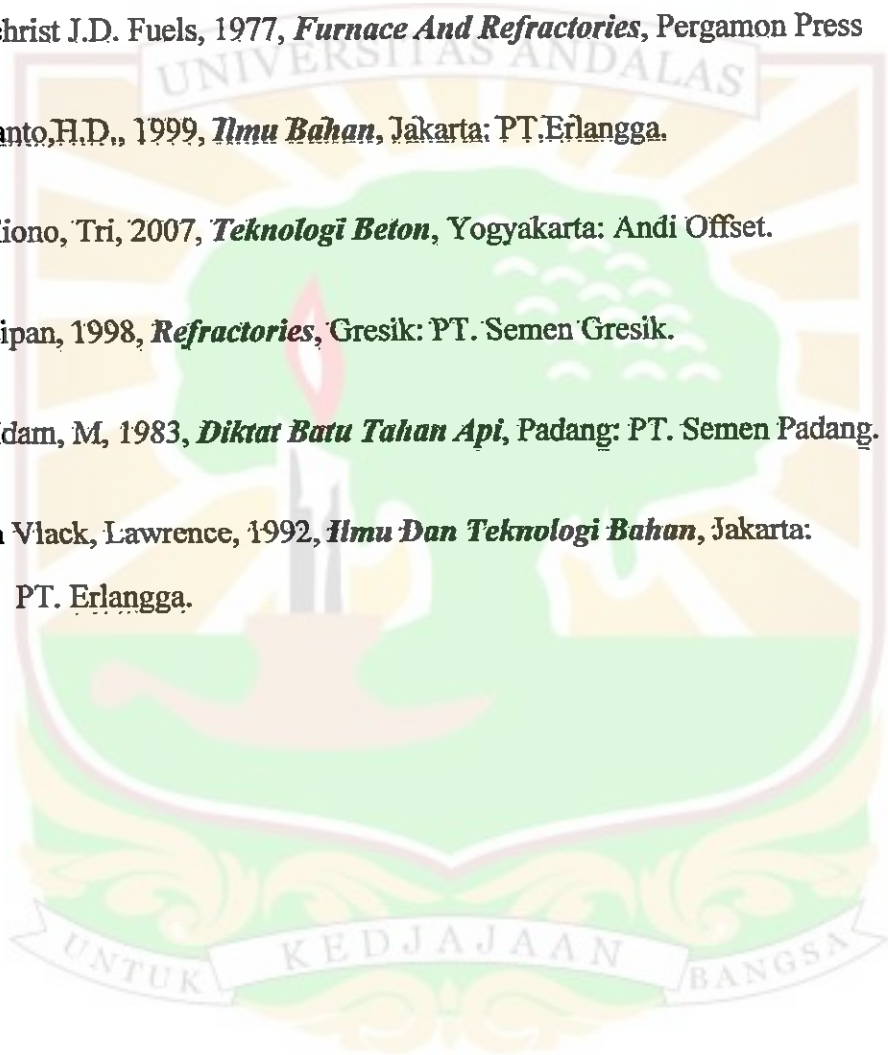 christ J.D. Fuels, 1977, Furnace And Refractories, Pergamon Press
UNIVERSITAS ANDALAS
anto,H.D., 1999, Ilmu Bahan, Jakarta: PT.Erlangga.
iono, Tri, 2007, Teknologi Beton, Yogyakarta: Andi Offset.
ipan, 1998, Refractories, Gresik: PT. Semen Gresik.
dam, M, 1983, Diktat Batu Tahan Api, Padang: PT. Semen Padang.
Vlack, Lawrence, 1992, Ilmu Dan Teknologi Bahan, Jakarta:
PT. Erlangga.
UNTUK KEDJAJAAN BANGSA